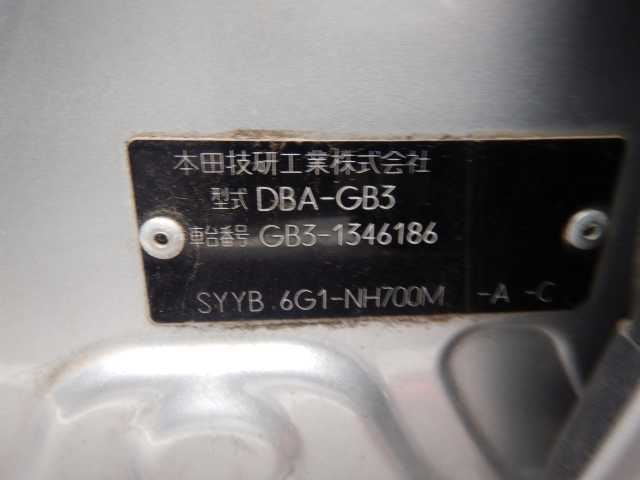 本田技研工業株式会社
型式 DBA-GB3
車台番号 GB3-1346186
SYYB 6G1-NH700M -A -C